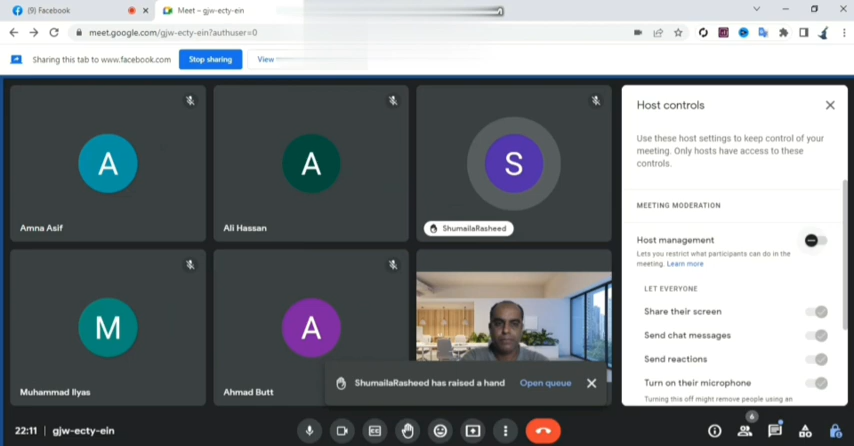 (9) Facebook
Meet – gjw-ecty-ein
meet.google.com/gjw-ecty-ein?authuser=0
Sharing this tab to www.facebook.com
Stop sharing
View
A
Amna Asif
A
Ali Hassan
S
ShumailaRasheed
M
Muhammad Ilyas
A
Ahmad Butt
ShumailaRasheed has raised a hand
Open queue
Host controls
Use these host settings to keep control of your
meeting. Only hosts have access to these
controls.
MEETING MODERATION
Host management
Lets you restrict what participants can do in the
meeting. Learn more
LET EVERYONE
Share their screen
Send chat messages
Send reactions
Turn on their microphone
Turning this off might remove people using an
22:11 | gjw-ecty-ein
CC
6